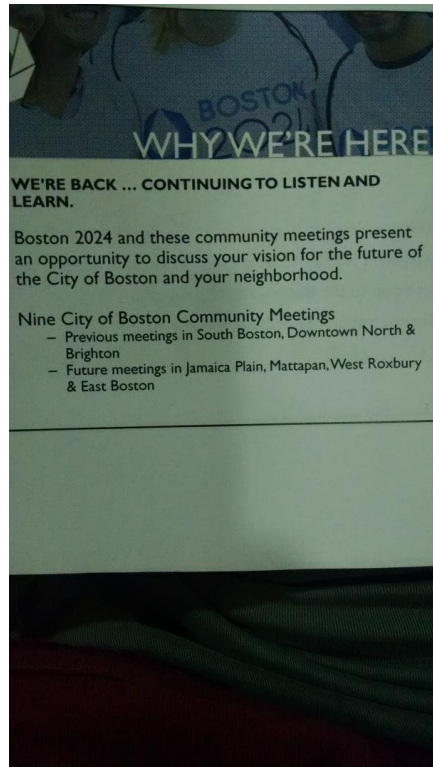 BOSTON
2024
WHY WE'RE HERE
WE'RE BACK ... CONTINUING TO LISTEN AND
LEARN.
Boston 2024 and these community meetings present
an opportunity to discuss your vision for the future of
the City of Boston and your neighborhood.
Nine City of Boston Community Meetings
– Previous meetings in South Boston, Downtown North &
Brighton
– Future meetings in Jamaica Plain, Mattapan, West Roxbury
& East Boston